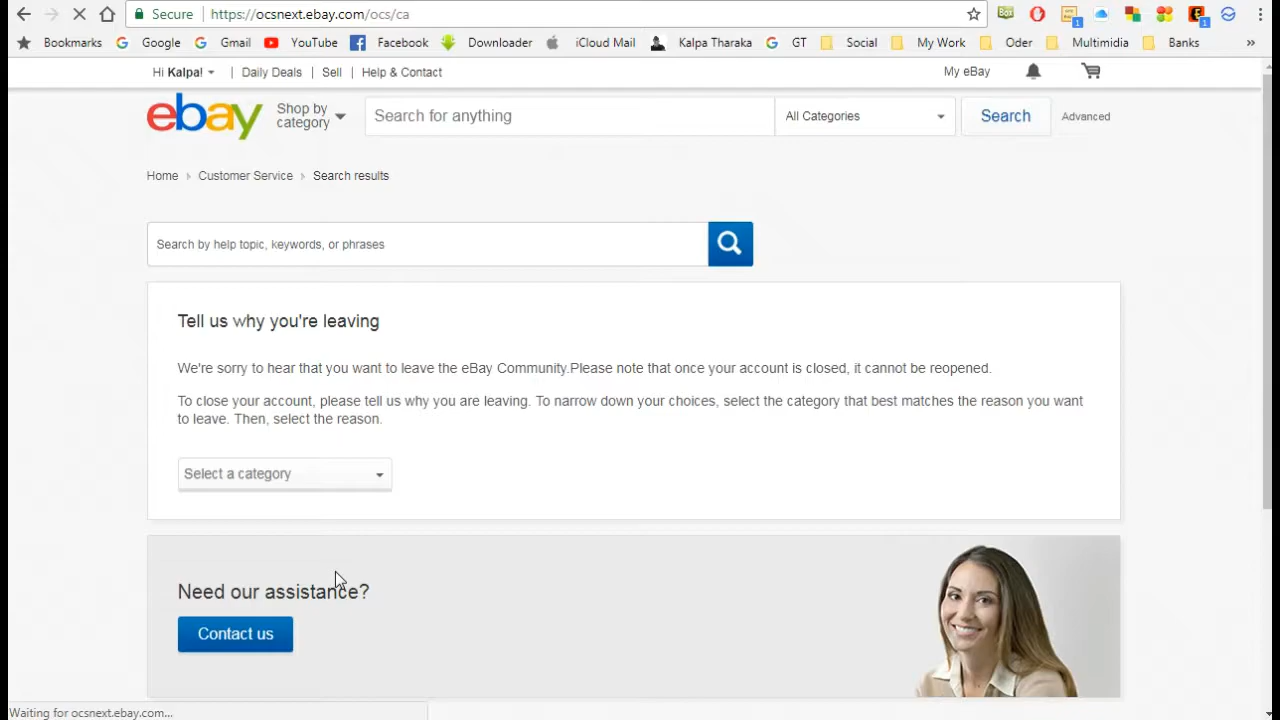 Secure https://ocsnext.ebay.com/ocs/ca
Bookmarks Google Gmail YouTube Facebook Downloader iCloud Mail Kalpa Tharaka GT Social My Work Oder Multimidia Banks »
Hi Kalpa! Daily Deals Sell Help & Contact My eBay
ebay Shop by category Search for anything All Categories Search Advanced
Home Customer Service Search results
Search by help topic, keywords, or phrases
Tell us why you're leaving
We're sorry to hear that you want to leave the eBay Community.Please note that once your account is closed, it cannot be reopened.
To close your account, please tell us why you are leaving. To narrow down your choices, select the category that best matches the reason you want
to leave. Then, select the reason.
Select a category
Need our assistance?
Contact us
Waiting for ocsnext.ebay.com...